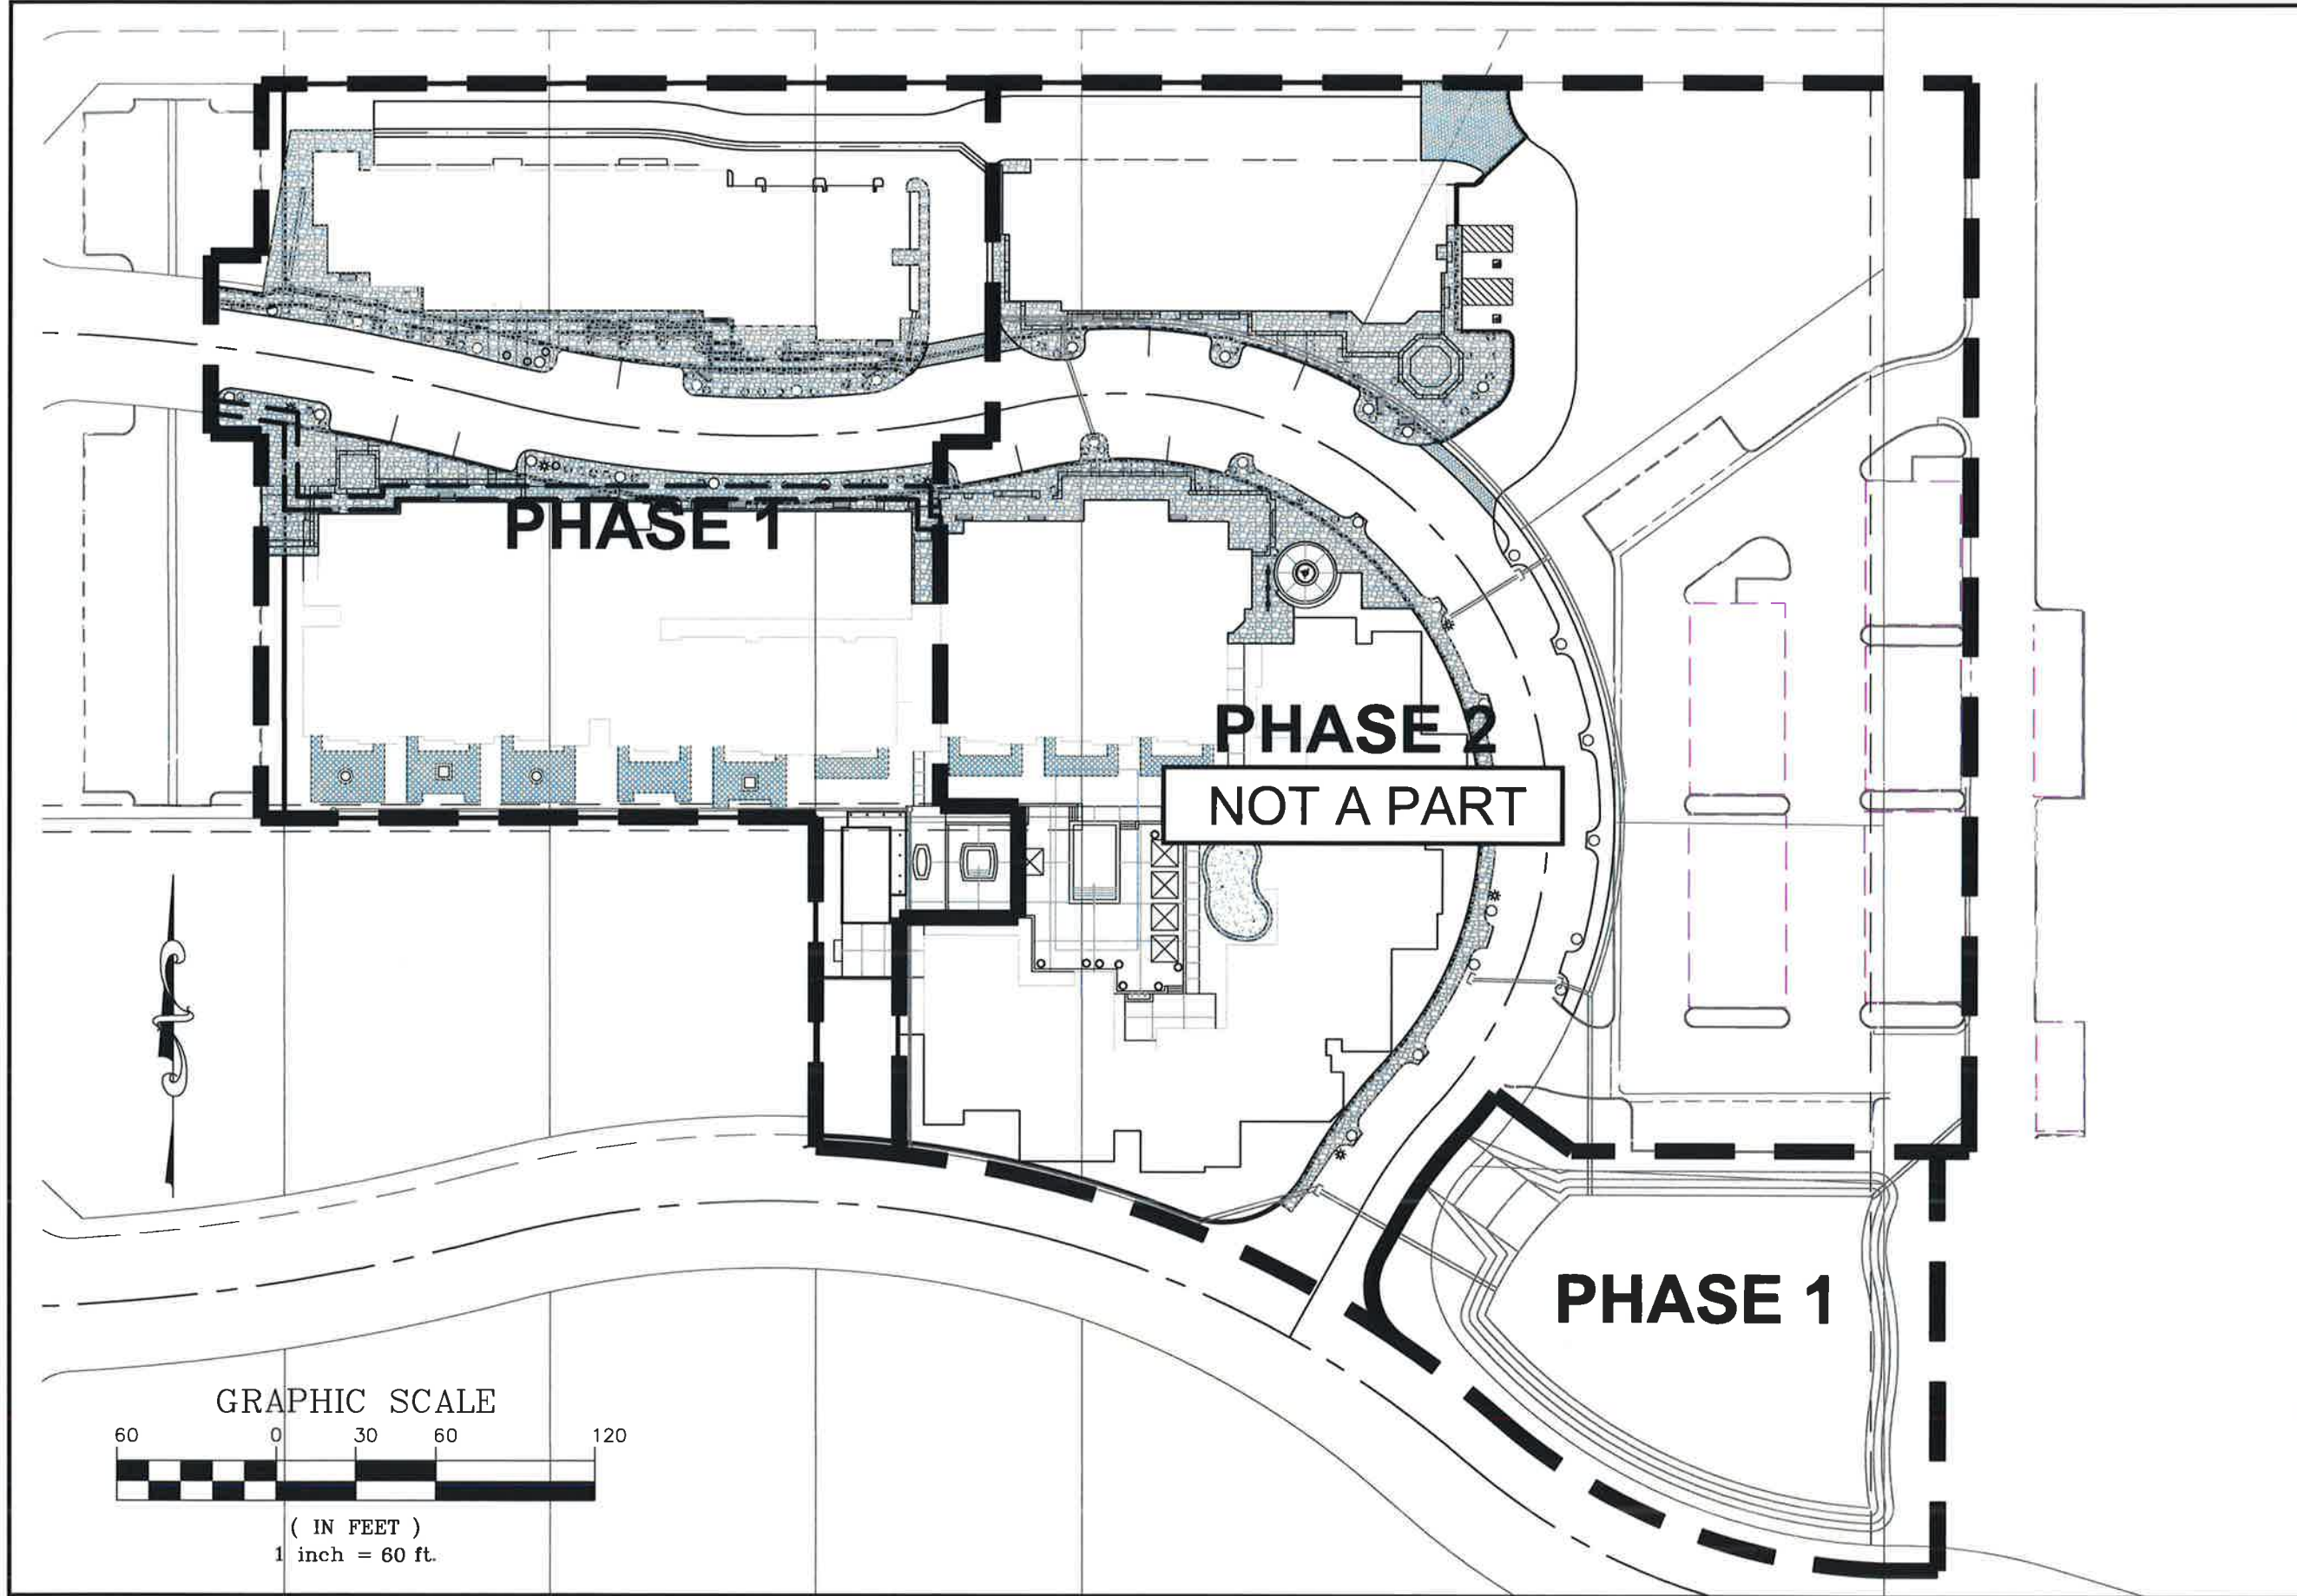 PHASE 1
PHASE 2
NOT A PART
PHASE 1
GRAPHIC SCALE
60 0 30 60 120
( IN FEET )
1 inch = 60 ft.